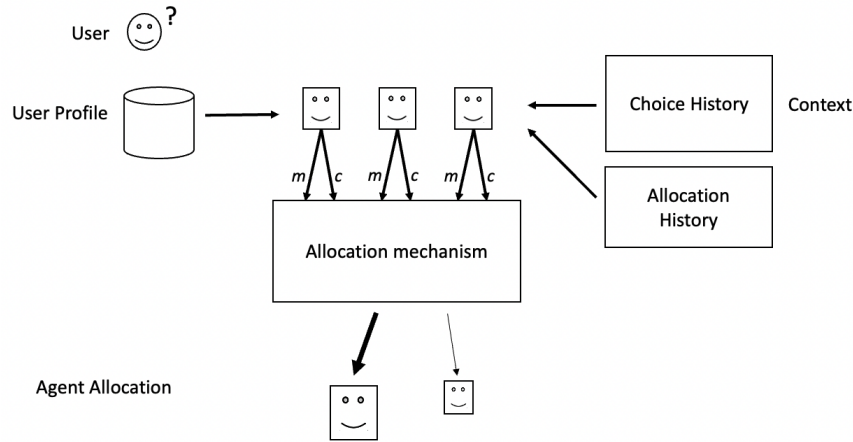 User
?
User Profile
Choice History
Context
m
c
m
c
m
c
Allocation
History
Allocation mechanism
Agent Allocation